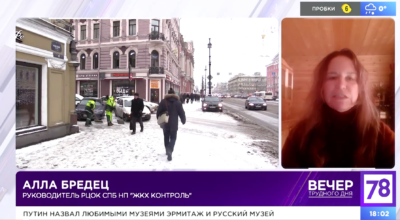 ПРОБКИ 6 0°
АЛЛА БРЕДЕЦ
РУКОВОДИТЕЛЬ РЦОК СПБ НП "ЖКХ КОНТРОЛЬ"
ВЕЧЕР
ТРУДНОГО ДНЯ
78
ПУТИН НАЗВАЛ ЛЮБИМЫМИ МУЗЕЯМИ ЭРМИТАЖ И РУССКИЙ МУЗЕЙ
18:02